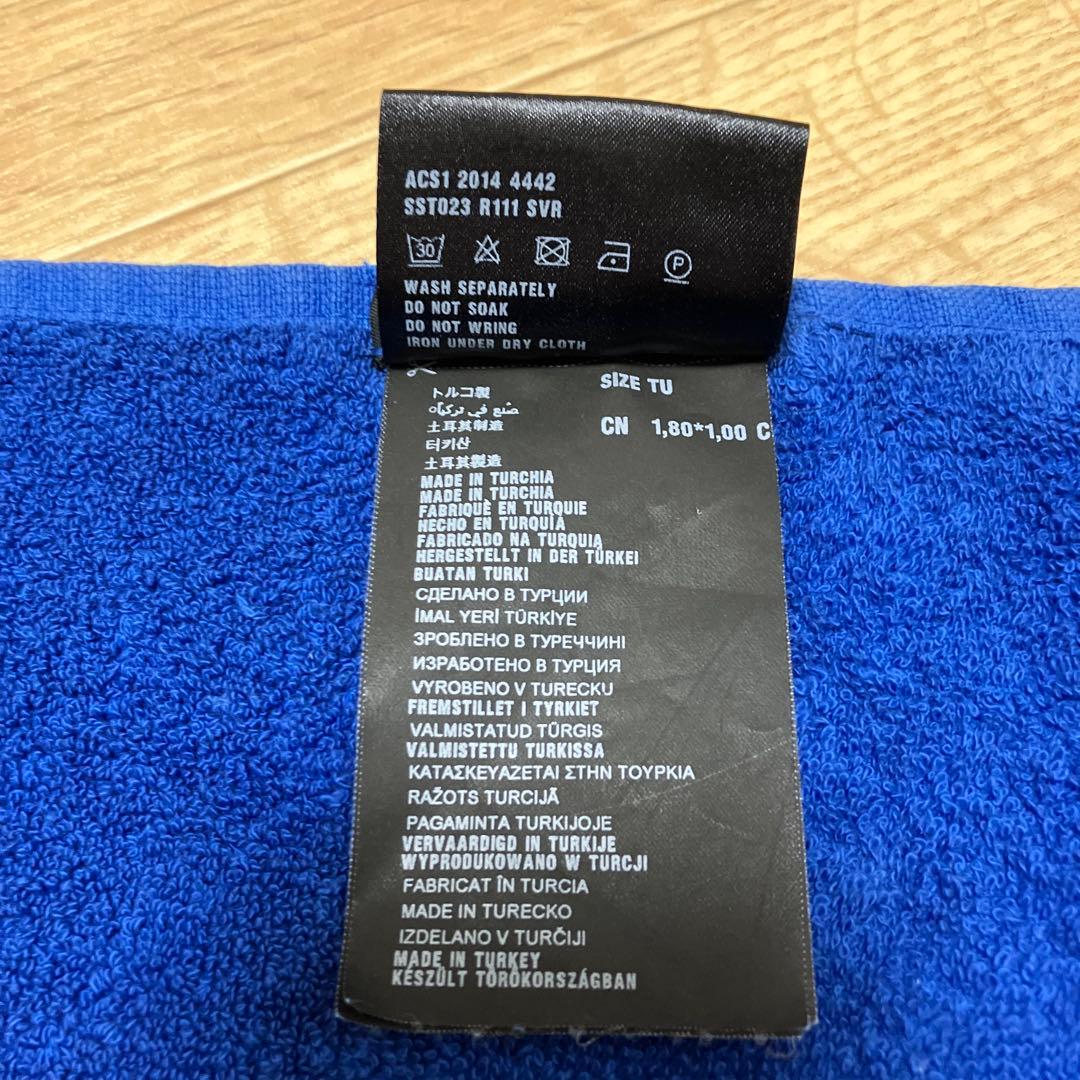 ACS1 2014 4442
SST023 R111 SVR
30
P
WASH SEPARATELY
DO NOT SOAK
DO NOT WRING
IRON UNDER DRY CLOTH
SIZE TU
CN 1,80*1,00 C
トルコ製
صنع في تركياه
土耳其制造
터키산
土耳其製造
MADE IN TURCHIA
MADE IN TURCHIA
FABRIQUÈ EN TURQUIE
HECHO EN TURQUÌA
FABRICADO NA TURQUIA
HERGESTELLT IN DER TÜRKEI
BUATAN TURKI
СДЕЛАНО В ТУРЦИИ
İMAL YERİ TÜRKİYE
ЗРОБЛЕНО В ТУРЕЧЧИНІ
ИЗРАБОТЕНО В ТУРЦИЯ
VYROBENO V TURECKU
FREMSTILLET I TYRKIET
VALMISTATUD TÜRGIS
VALMISTETTU TURKISSA
ΚΑΤΑΣΚΕΥΑΖΕΤΑΙ ΣΤΗΝ ΤΟΥΡΚΙΑ
RAŽOTS TURCIJĀ
PAGAMINTA TURKIJOJE
VERVAARDIGD IN TURKIJE
WYPRODUKOWANO W TURCJI
FABRICAT ÎN TURCIA
MADE IN TURECKO
IZDELANO V TURČIJI
MADE IN TURKEY
KÉSZÜLT TÖRÖKORSZÁGBAN